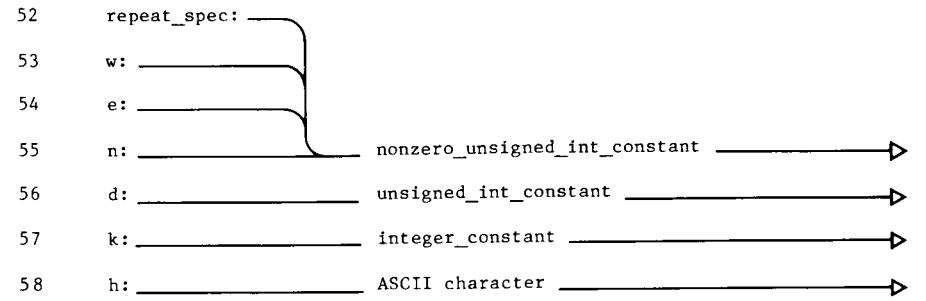 52 repeat_spec:
53 w:
54 e:
55 n: nonzero_unsigned_int_constant
56 d: unsigned_int_constant
57 k: integer_constant
58 h: ASCII character